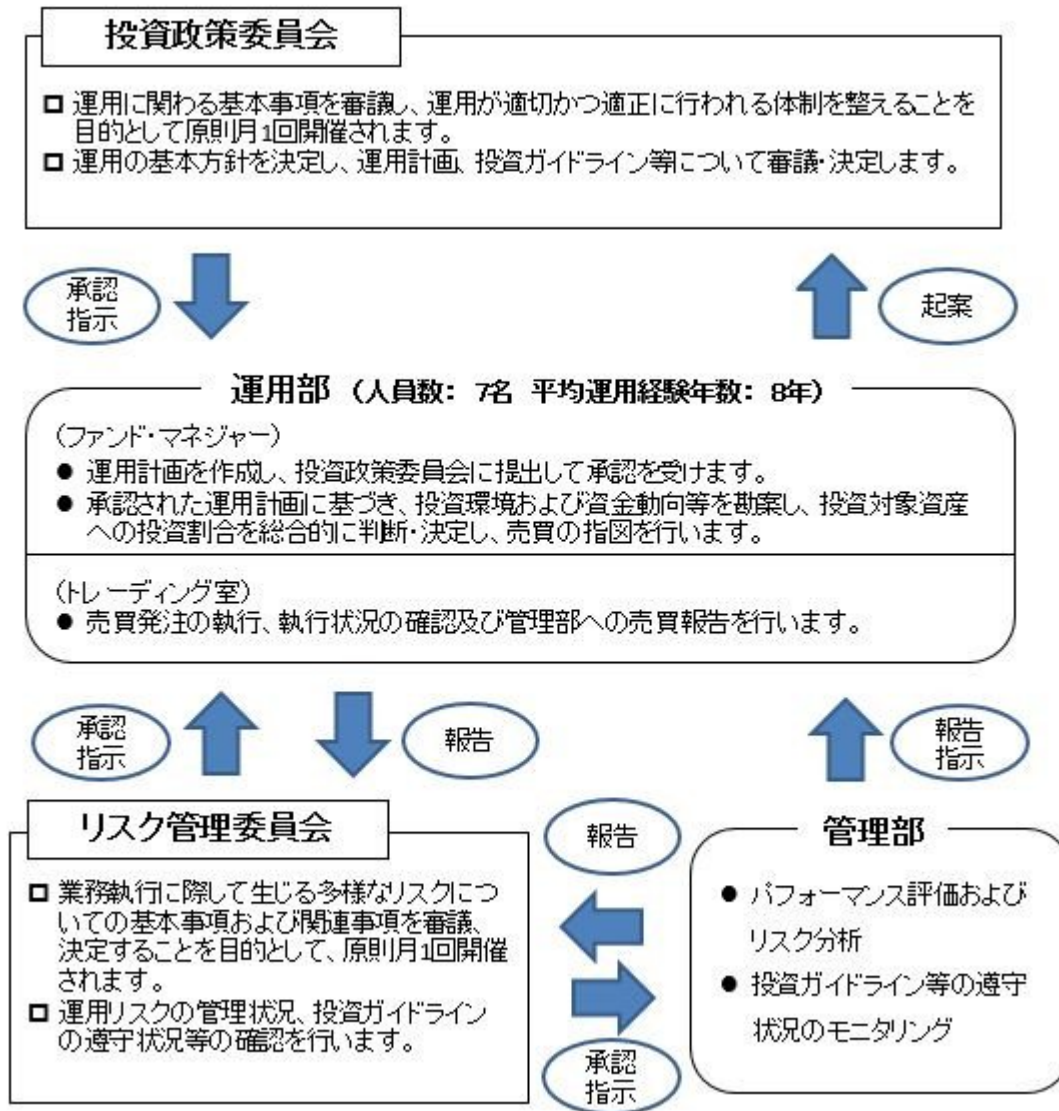 投資政策委員会
□ 運用に関わる基本事項を審議し、運用が適切かつ適正に行われる体制を整えることを
目的として原則月1回開催されます。
□ 運用の基本方針を決定し、運用計画、投資ガイドライン等について審議・決定します。
承認
指示
起案
運用部 (人員数: 7名 平均運用経験年数: 8年)
(ファンド・マネジャー)
● 運用計画を作成し、投資政策委員会に提出して承認を受けます。
● 承認された運用計画に基づき、投資環境および資金動向等を勘案し、投資対象資産
への投資割合を総合的に判断・決定し、売買の指図を行います。
(トレーディング室)
● 売買発注の執行、執行状況の確認及び管理部への売買報告を行います。
承認
指示
報告
報告
指示
リスク管理委員会
□ 業務執行に際して生じる多様なリスクにつ
いての基本事項および関連事項を審議、
決定することを目的として、原則月1回開催
されます。
□ 運用リスクの管理状況、投資ガイドライン
の遵守状況等の確認を行います。
報告
承認
指示
管理部
● パフォーマンス評価および
リスク分析
● 投資ガイドライン等の遵守
状況のモニタリング